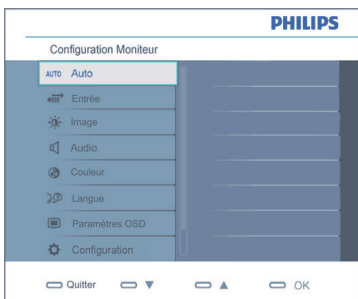 PHILIPS
Configuration Moniteur
AUTO Auto
Entrée
Image
Audio
Couleur
Langue
Paramètres OSD
Configuration
Quitter ▼ ▲ OK